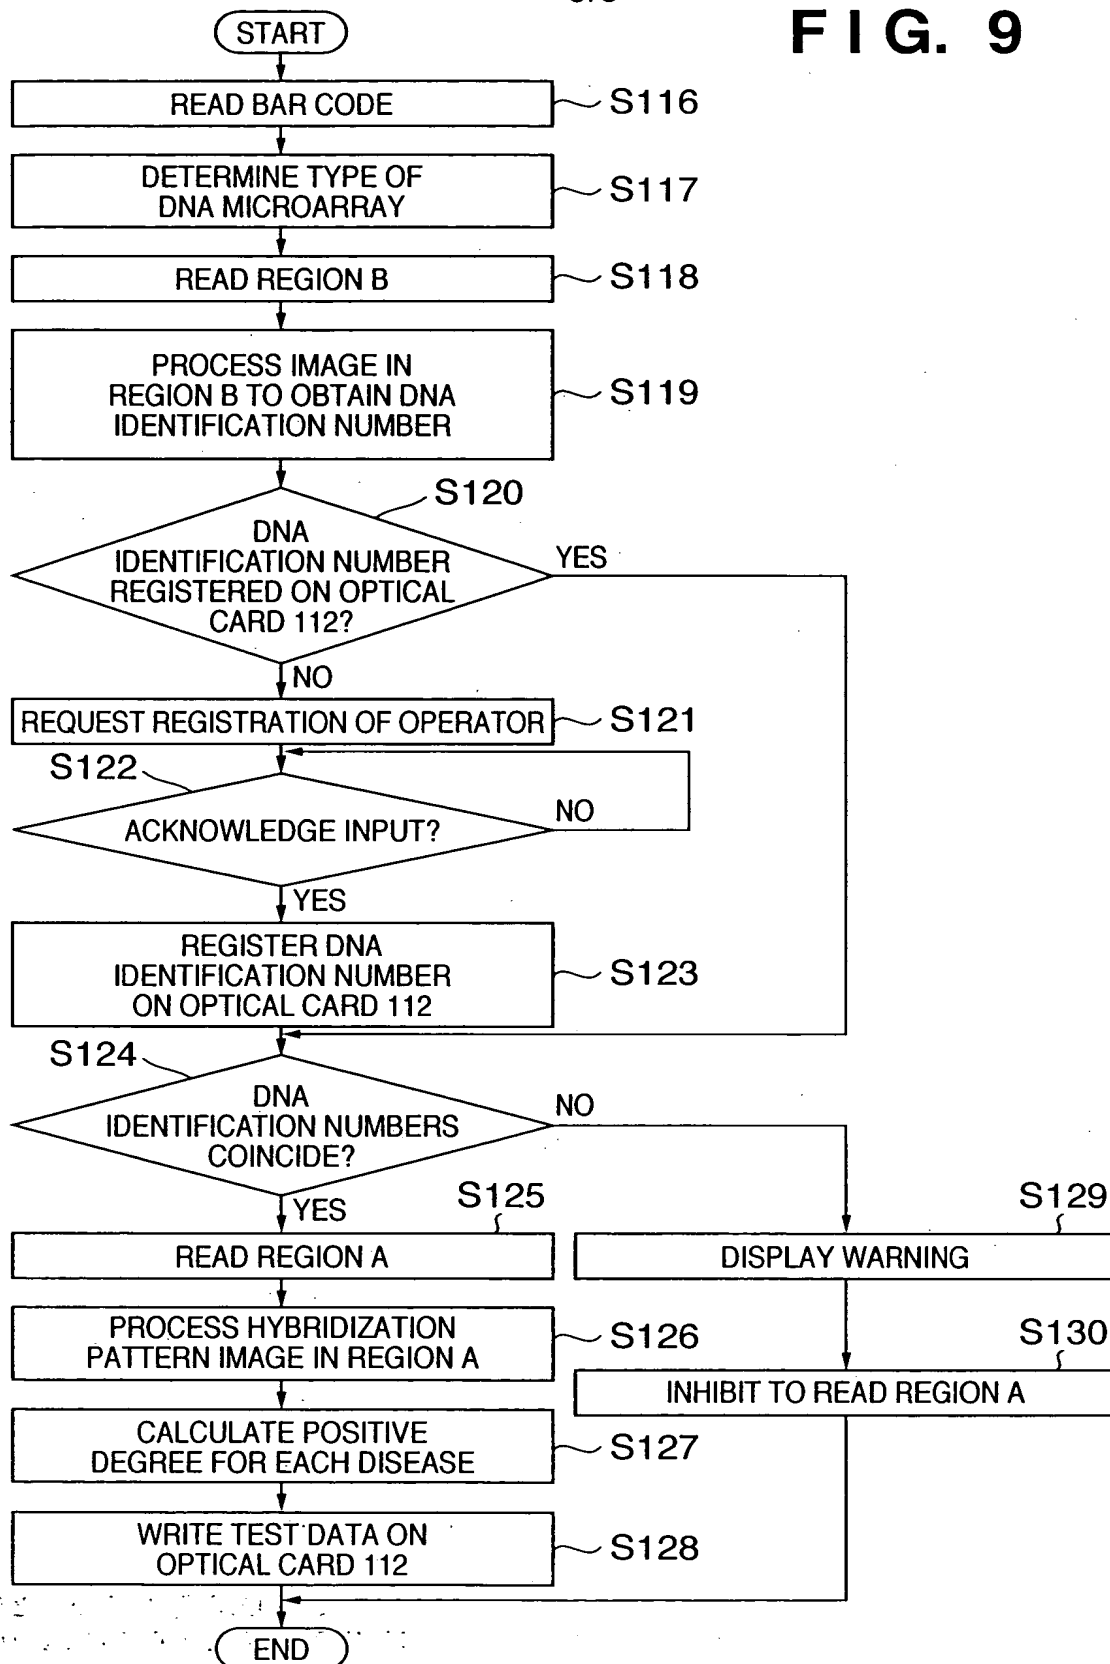 FIG. 9
START
READ BAR CODE
S116
DETERMINE TYPE OF
DNA MICROARRAY
S117
READ REGION B
S118
PROCESS IMAGE IN
REGION B TO OBTAIN DNA
IDENTIFICATION NUMBER
S119
S120
DNA
IDENTIFICATION NUMBER
REGISTERED ON OPTICAL
CARD 112?
YES
NO
REQUEST REGISTRATION OF OPERATOR
S121
S122
ACKNOWLEDGE INPUT?
NO
YES
REGISTER DNA
IDENTIFICATION NUMBER
ON OPTICAL CARD 112
S123
S124
DNA
IDENTIFICATION NUMBERS
COINCIDE?
NO
YES
S125
READ REGION A
S129
DISPLAY WARNING
PROCESS HYBRIDIZATION
PATTERN IMAGE IN REGION A
S126
S130
INHIBIT TO READ REGION A
CALCULATE POSITIVE
DEGREE FOR EACH DISEASE
S127
WRITE TEST DATA ON
OPTICAL CARD 112
S128
END